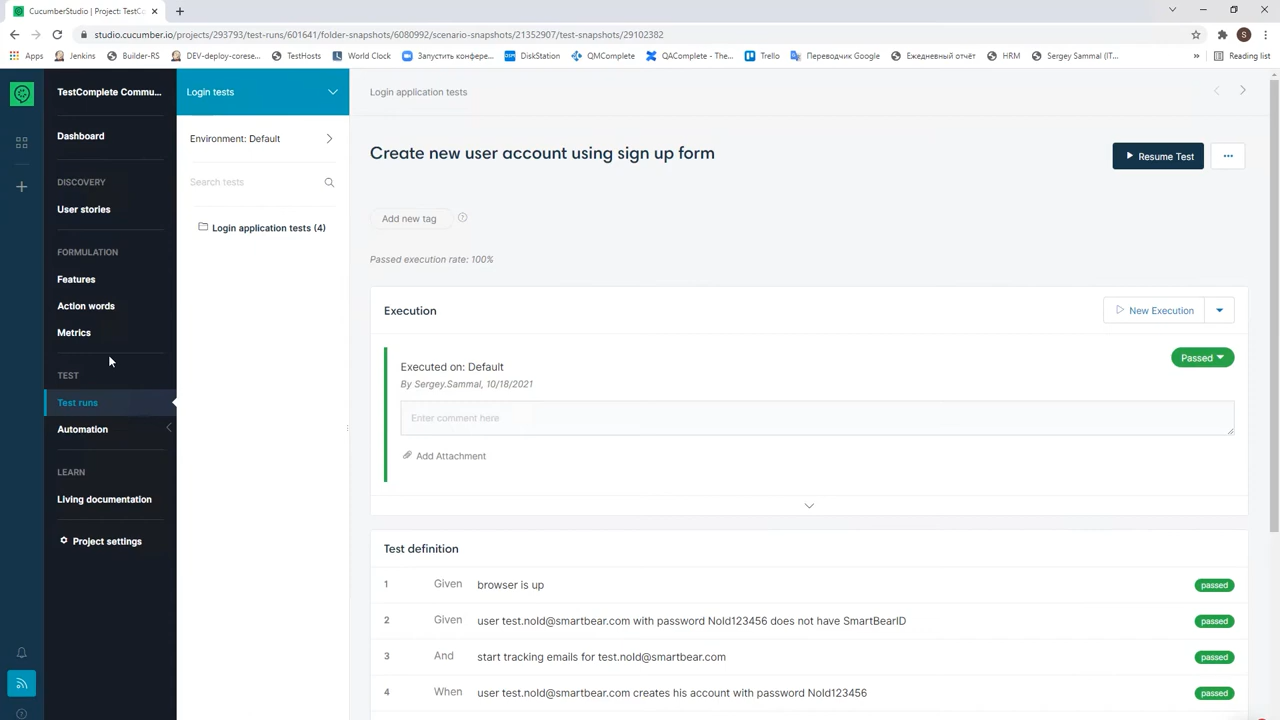 CucumberStudio | Project: TestCo
studio.cucumber.io/projects/293793/test-runs/601641/folder-snapshots/6080992/scenario-snapshots/21352907/test-snapshots/29102382
S
Apps
Jenkins
Builder-RS
DEV-deploy-corese...
TestHosts
World Clock
Запустить конфере...
DSM
DiskStation
QMComplete
QAComplete - The...
Trello
Переводчик Google
Ежедневный отчёт
HRM
Sergey Sammal (IT...
»
Reading list
TestComplete Commu...
Dashboard
DISCOVERY
User stories
FORMULATION
Features
Action words
Metrics
TEST
Test runs
Automation
LEARN
Living documentation
Project settings
Login tests
Environment: Default
Search tests
Login application tests (4)
Login application tests
Create new user account using sign up form
Resume Test
...
Add new tag
?
Passed execution rate: 100%
Execution
New Execution
Executed on: Default
Passed
By Sergey.Sammal, 10/18/2021
Enter comment here
Add Attachment
Test definition
1 Given browser is up passed
2 Given user test.nold@smartbear.com with password Nold123456 does not have SmartBearID passed
3 And start tracking emails for test.nold@smartbear.com passed
4 When user test.nold@smartbear.com creates his account with password Nold123456 passed